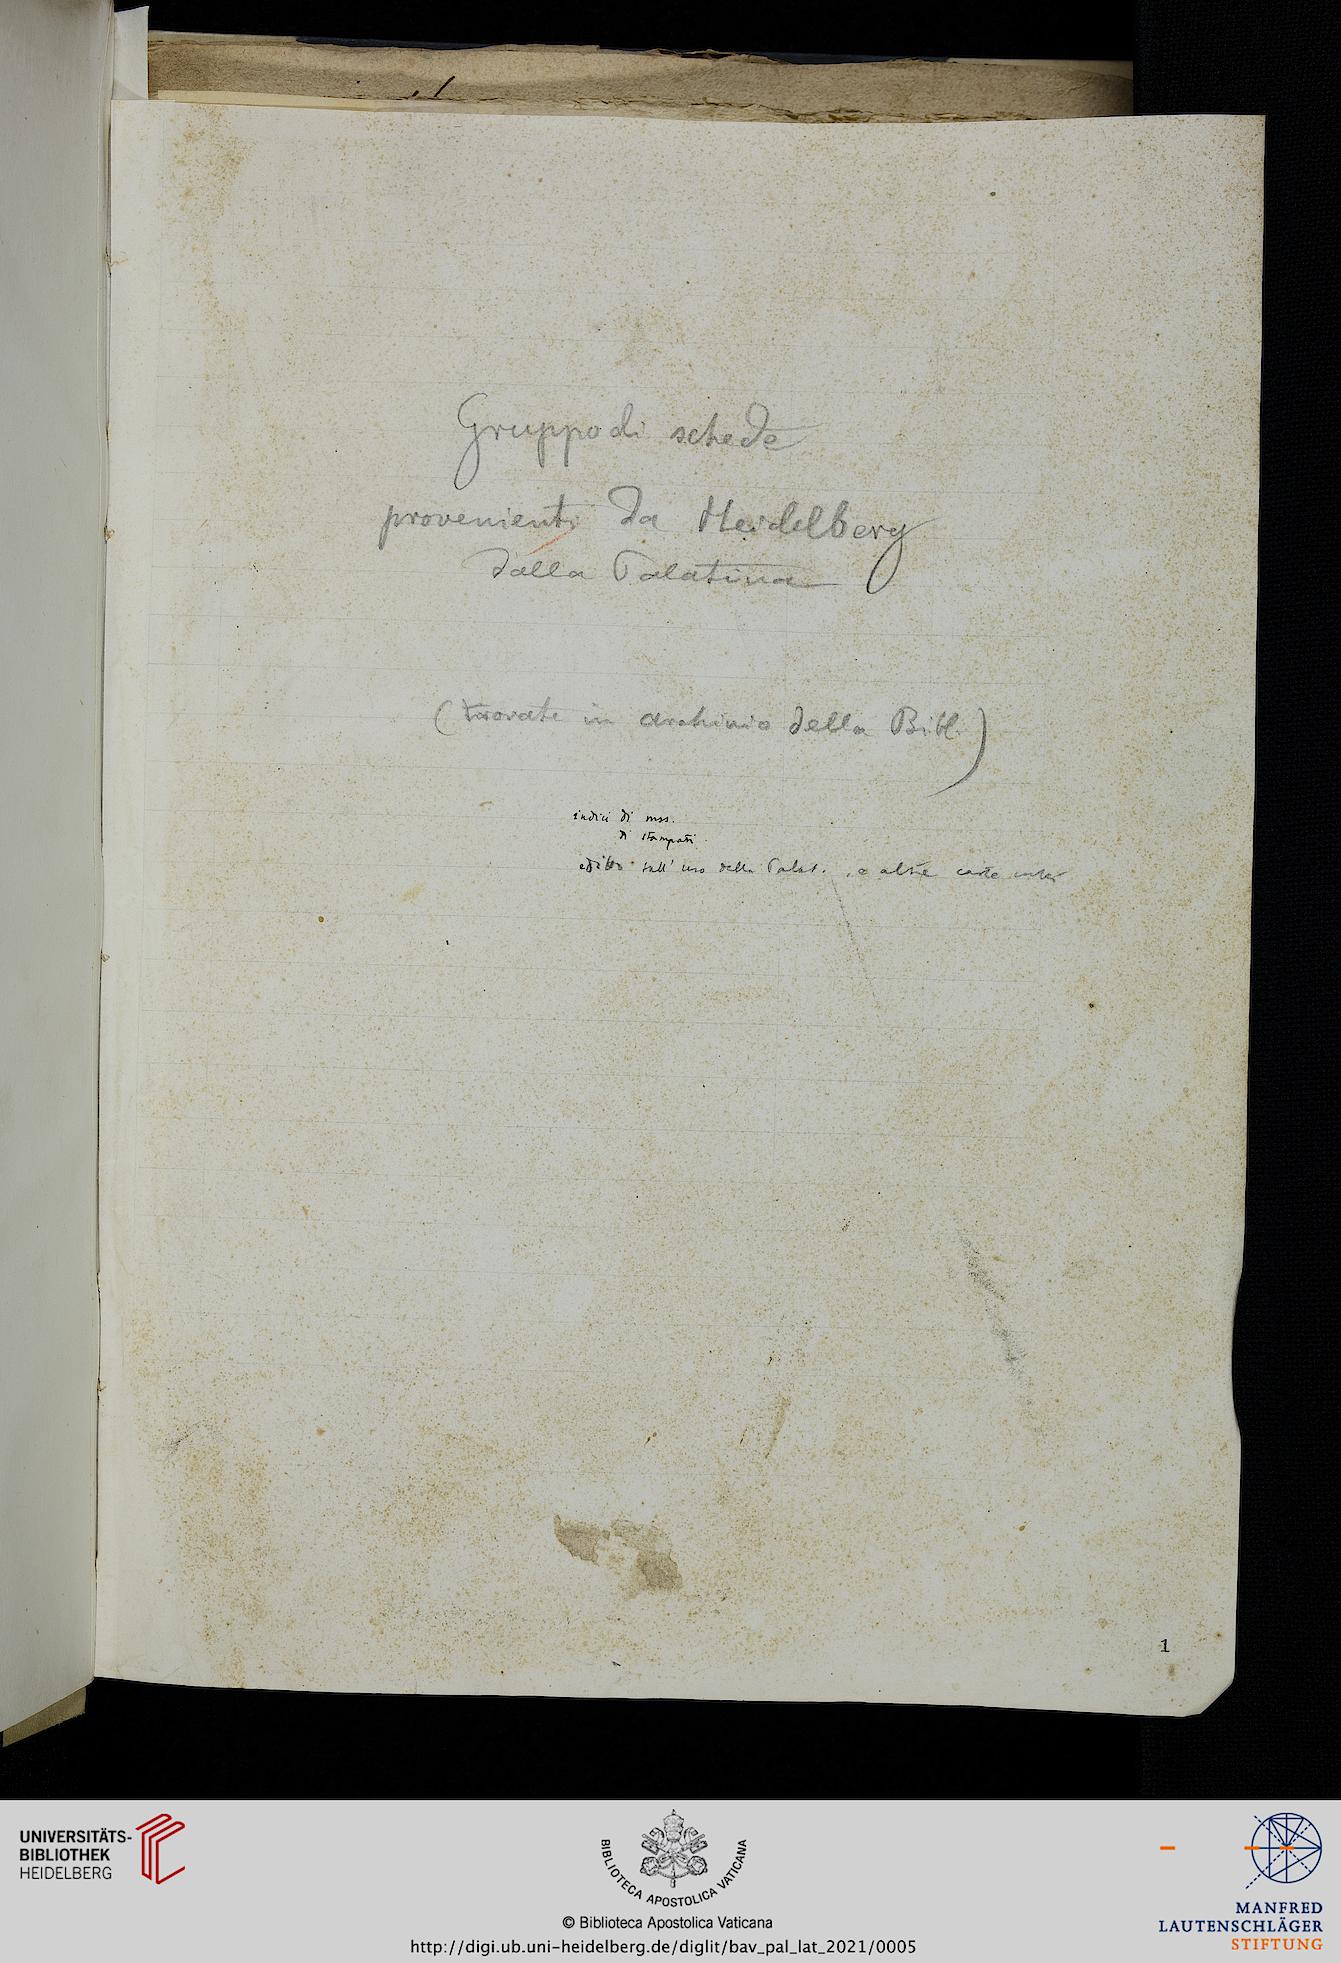 Gruppo di schede
provenienti da Heidelberg
dalla Palatina
(trovate in archivio della Bibl.)
indici di mss.
di stampati.
editto sull' uso della Palat., e altre carte
1
UNIVERSITÄTS-
BIBLIOTHEK
HEIDELBERG
BIBLIOTECA APOSTOLICA VATICANA
© Biblioteca Apostolica Vaticana
http://digi.ub.uni-heidelberg.de/diglit/bav_pal_lat_2021/0005
MANFRED
LAUTENSCHLÄGER
STIFTUNG